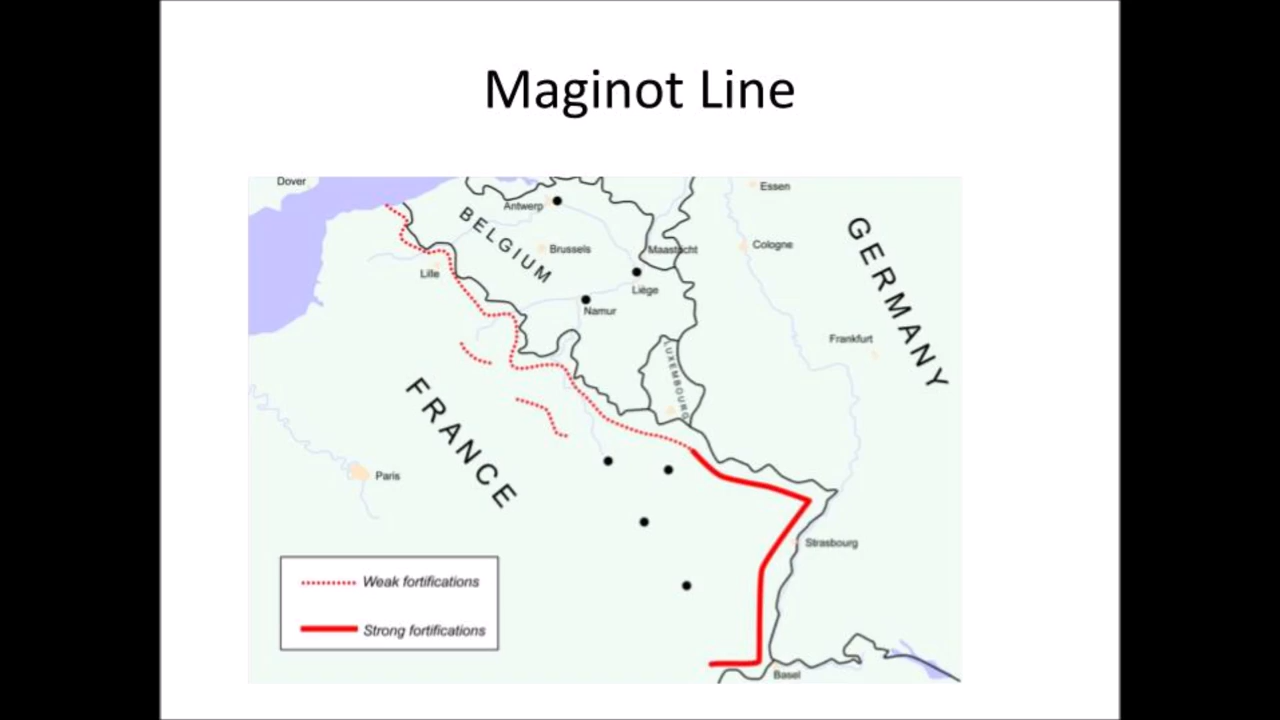 Maginot Line
Dover
Essen
Antwerp
BELGIUM
Brussels
Maastricht
Cologne
GERMANY
Lille
Liège
Namur
Frankfurt
LUXEMBOURG
FRANCE
Paris
Strasbourg
Weak fortifications
Strong fortifications
Basel